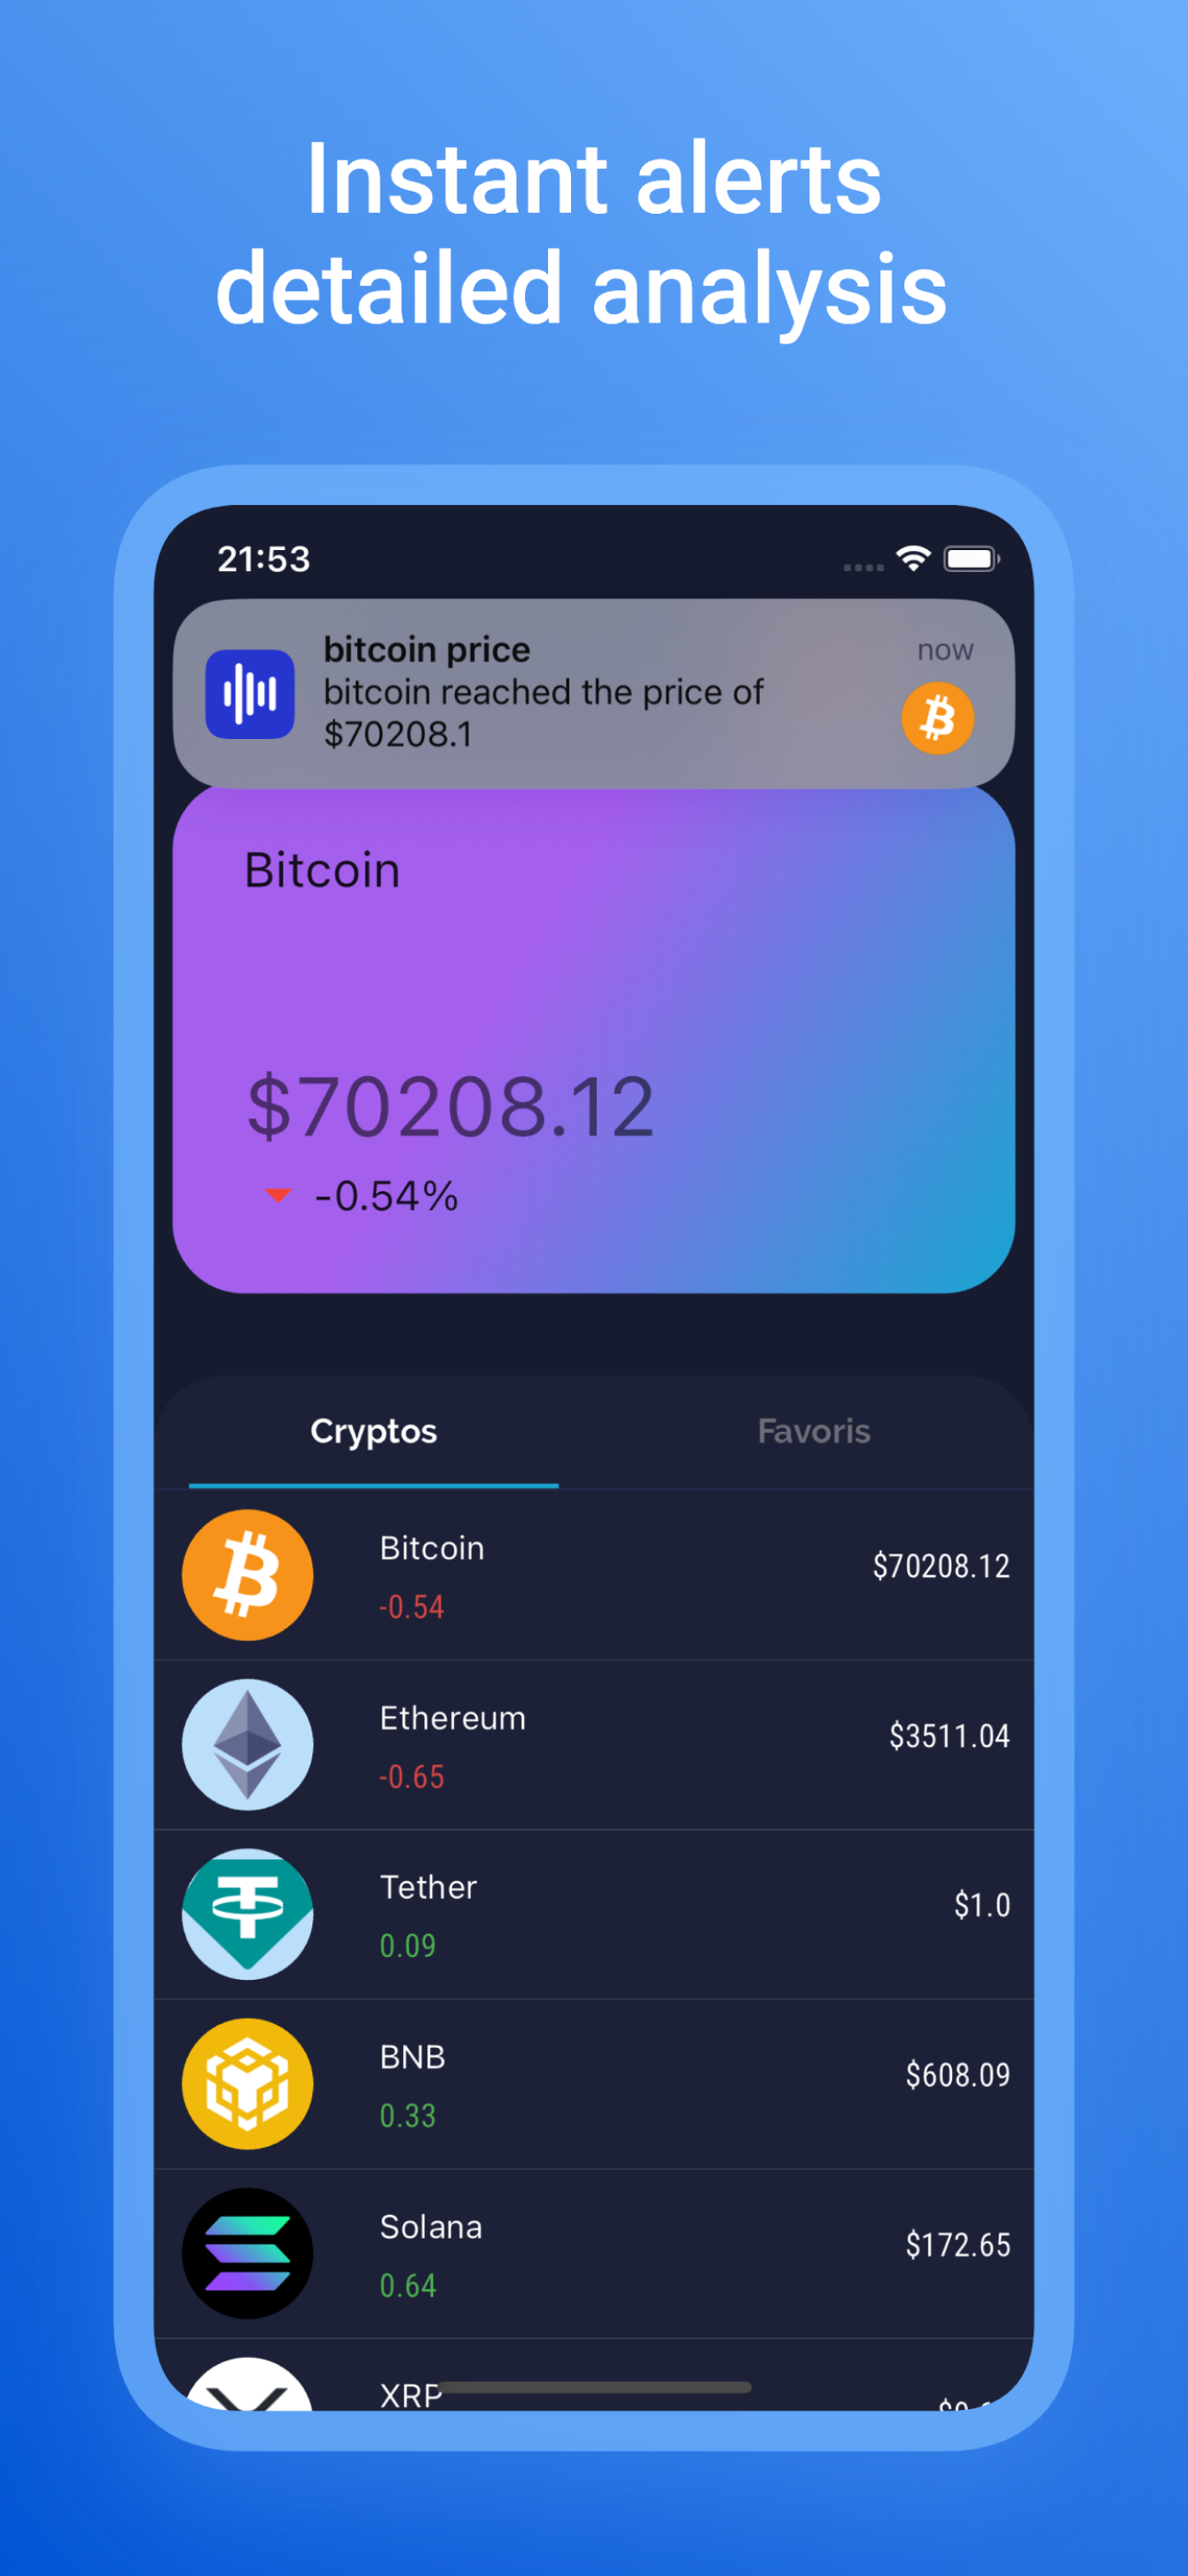 Instant alerts
detailed analysis
21:53
bitcoin price
now
bitcoin reached the price of
$70208.1
Bitcoin
$70208.12
-0.54%
Cryptos
Favoris
Bitcoin
$70208.12
-0.54
Ethereum
$3511.04
-0.65
Tether
$1.0
0.09
BNB
$608.09
0.33
Solana
$172.65
0.64
XRP